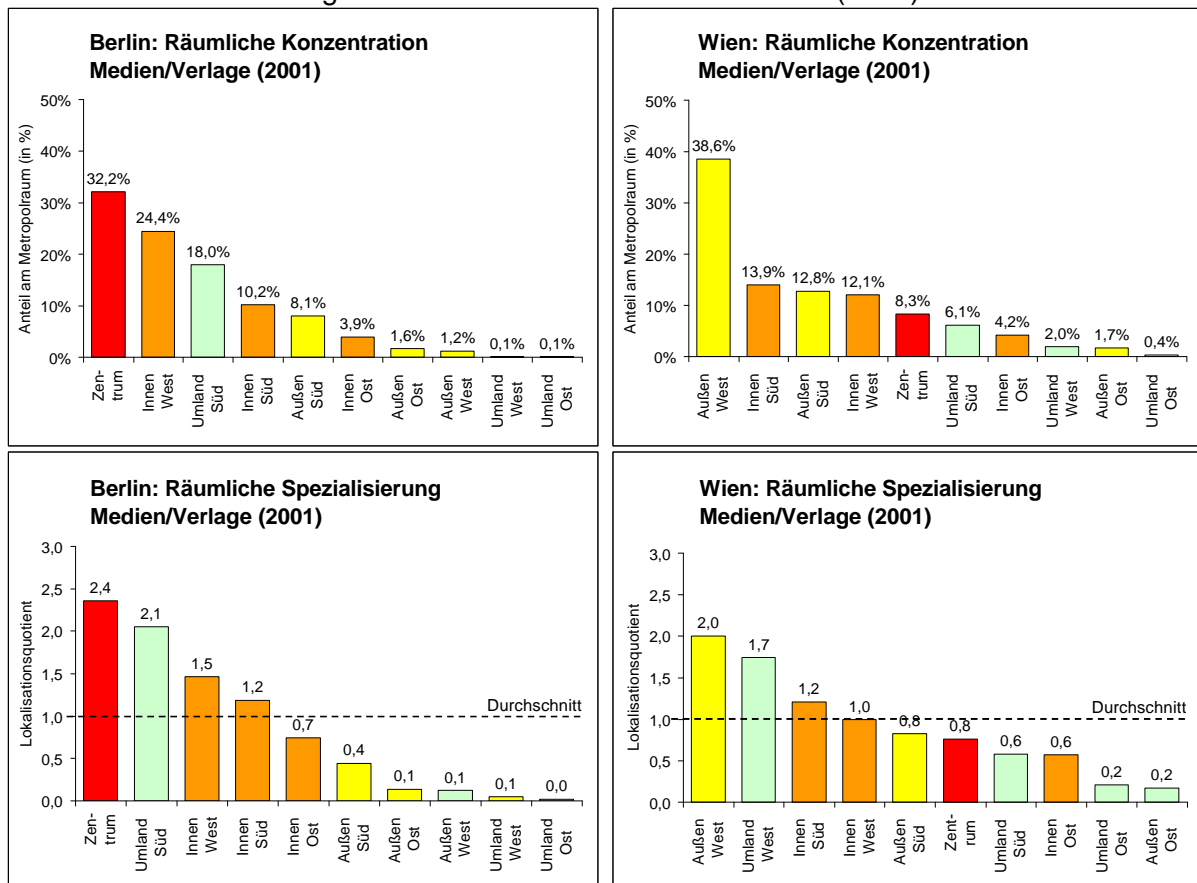 Berlin: Räumliche Konzentration
Medien/Verlage (2001)
Anteil am Metropolraum (in %)
50%
40%
30%
20%
10%
0%
32,2%
24,4%
18,0%
10,2%
8,1%
3,9%
1,6%
1,2%
0,1%
0,1%
Zen-
trum
Innen
West
Umland
Süd
Innen
Süd
Außen
Süd
Innen
Ost
Außen
Ost
Außen
West
Umland
West
Umland
Ost
Wien: Räumliche Konzentration
Medien/Verlage (2001)
Anteil am Metropolraum (in %)
50%
40%
30%
20%
10%
0%
38,6%
13,9%
12,8%
12,1%
8,3%
6,1%
4,2%
2,0%
1,7%
0,4%
Außen
West
Innen
Süd
Außen
Süd
Innen
West
Zen-
trum
Umland
Süd
Innen
Ost
Umland
West
Außen
Ost
Umland
Ost
Berlin: Räumliche Spezialisierung
Medien/Verlage (2001)
Lokalisationsquotient
3,0
2,5
2,0
1,5
1,0
0,5
0,0
2,4
2,1
1,5
1,2
0,7
0,4
0,1
0,1
0,1
0,0
Durchschnitt
Zen-
trum
Umland
Süd
Innen
West
Innen
Süd
Innen
Ost
Außen
Süd
Außen
Ost
Außen
West
Umland
West
Umland
Ost
Wien: Räumliche Spezialisierung
Medien/Verlage (2001)
Lokalisationsquotient
3,0
2,5
2,0
1,5
1,0
0,5
0,0
2,0
1,7
1,2
1,0
0,8
0,8
0,6
0,6
0,2
0,2
Durchschnitt
Außen
West
Umland
West
Innen
Süd
Innen
West
Außen
Süd
Zent-
rum
Umland
Süd
Innen
Ost
Umland
Ost
Außen
Ost